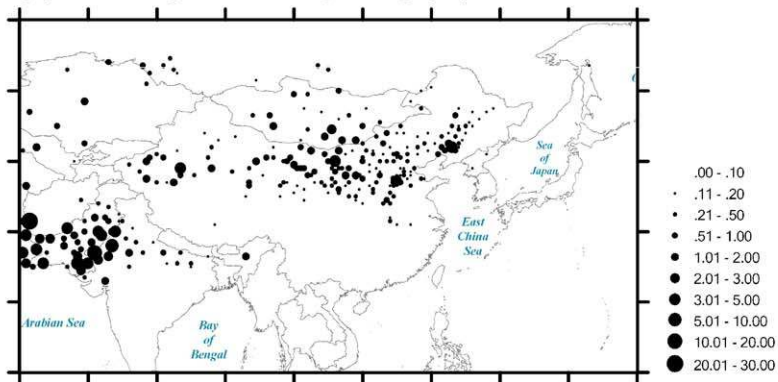 Sea
of
Japan
East
China
Sea
Arabian Sea
Bay
of
Bengal
.00 - .10
.11 - .20
.21 - .50
.51 - 1.00
1.01 - 2.00
2.01 - 3.00
3.01 - 5.00
5.01 - 10.00
10.01 - 20.00
20.01 - 30.00